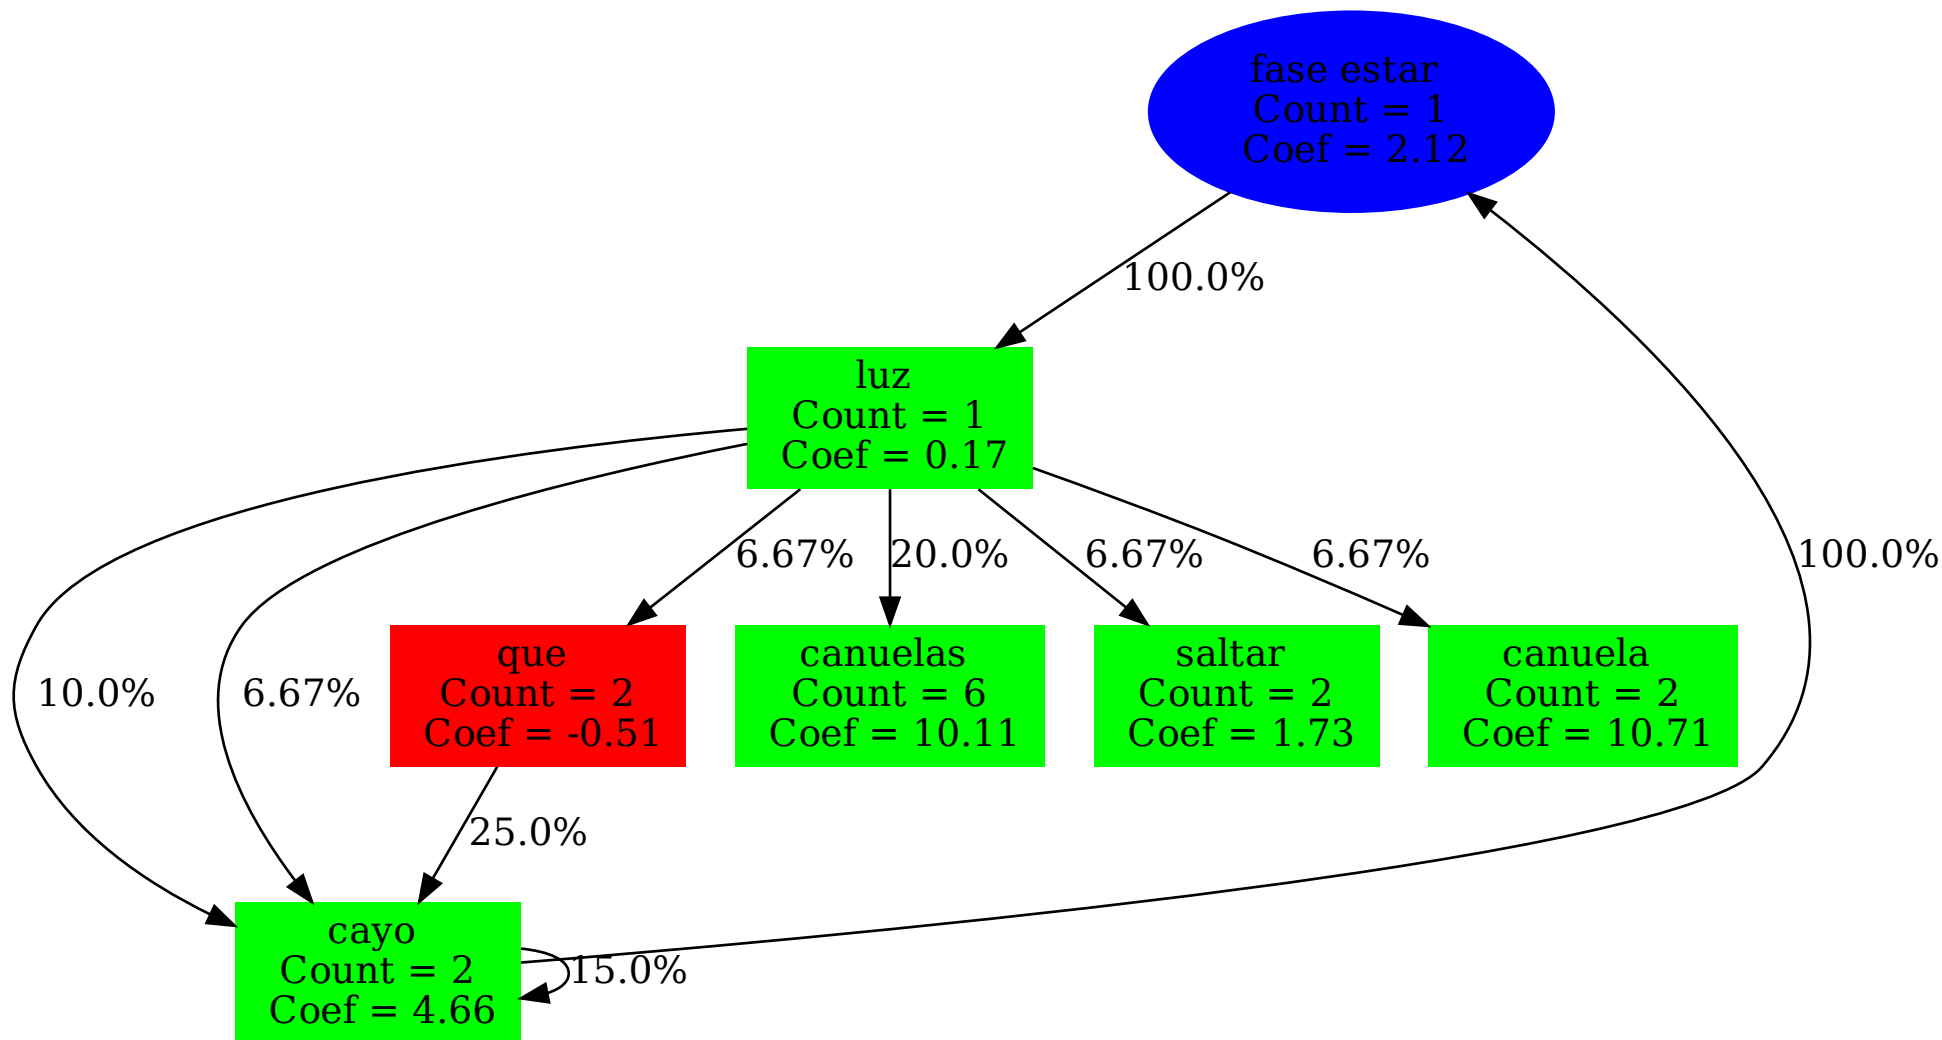 fase estar
Count = 1
Coef = 2.12
100.0%
luz
Count = 1
Coef = 0.17
6.67%
20.0%
6.67%
6.67%
100.0%
10.0%
6.67%
que
Count = 2
Coef = -0.51
canuelas
Count = 6
Coef = 10.11
saltar
Count = 2
Coef = 1.73
canuela
Count = 2
Coef = 10.71
25.0%
cayo
Count = 2
Coef = 4.66
15.0%